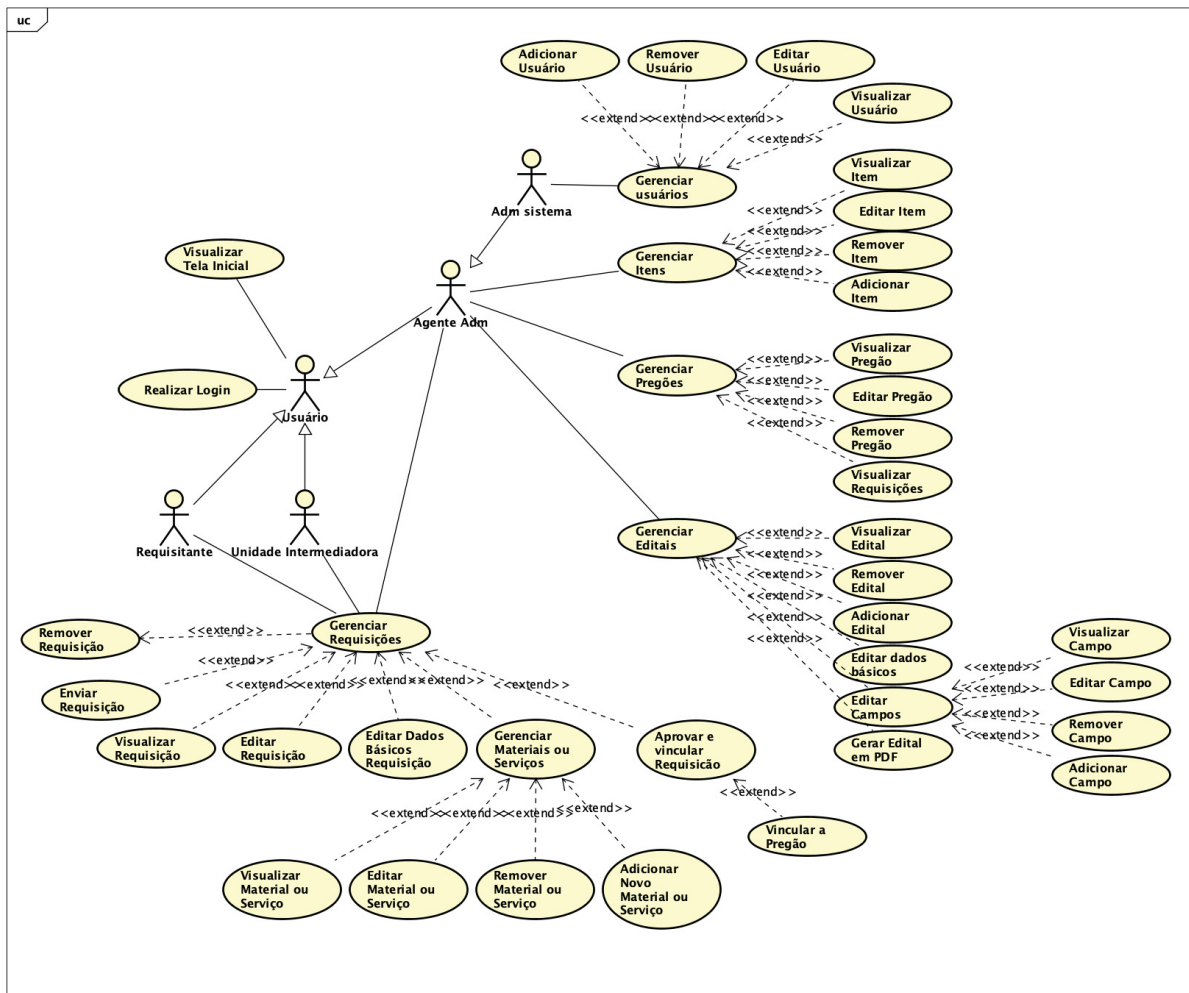 uc
Adicionar
Usuário
Remover
Usuário
Editar
Usuário
Visualizar
Usuário
<<extend>>
<<extend>>
<<extend>>
<<extend>>
Adm sistema
Gerenciar
usuários
Visualizar
Item
Editar Item
Remover
Item
Adicionar
Item
<<extend>>
<<extend>>
<<extend>>
<<extend>>
Gerenciar
Itens
Visualizar
Tela Inicial
Agente Adm
Realizar Login
Usuário
Gerenciar
Pregões
<<extend>>
<<extend>>
<<extend>>
<<extend>>
Visualizar
Pregão
Editar Pregão
Remover
Pregão
Visualizar
Requisições
Requisitante
Unidade Intermediadora
Gerenciar
Editais
<<extend>>
<<extend>>
<<extend>>
<<extend>>
<<extend>>
<<extend>>
Visualizar
Edital
Remover
Edital
Adicionar
Edital
Editar dados
básicos
Editar
Campos
Gerar Edital
em PDF
<<extend>>
<<extend>>
<<extend>>
<<extend>>
Visualizar
Campo
Editar Campo
Remover
Campo
Adicionar
Campo
Gerenciar
Requisições
Remover
Requisição
<<extend>>
<<extend>>
<<extend>>
<<extend>>
<<extend>>
<<extend>>
<<extend>>
Enviar
Requisição
Visualizar
Requisição
Editar
Requisição
Editar Dados
Básicos
Requisição
Gerenciar
Materiais ou
Serviços
Aprovar e
vincular
Requisicão
<<extend>>
Vincular a
Pregão
<<extend>>
<<extend>>
<<extend>>
<<extend>>
Visualizar
Material ou
Serviço
Editar
Material ou
Serviço
Remover
Material ou
Serviço
Adicionar
Novo
Material ou
Serviço